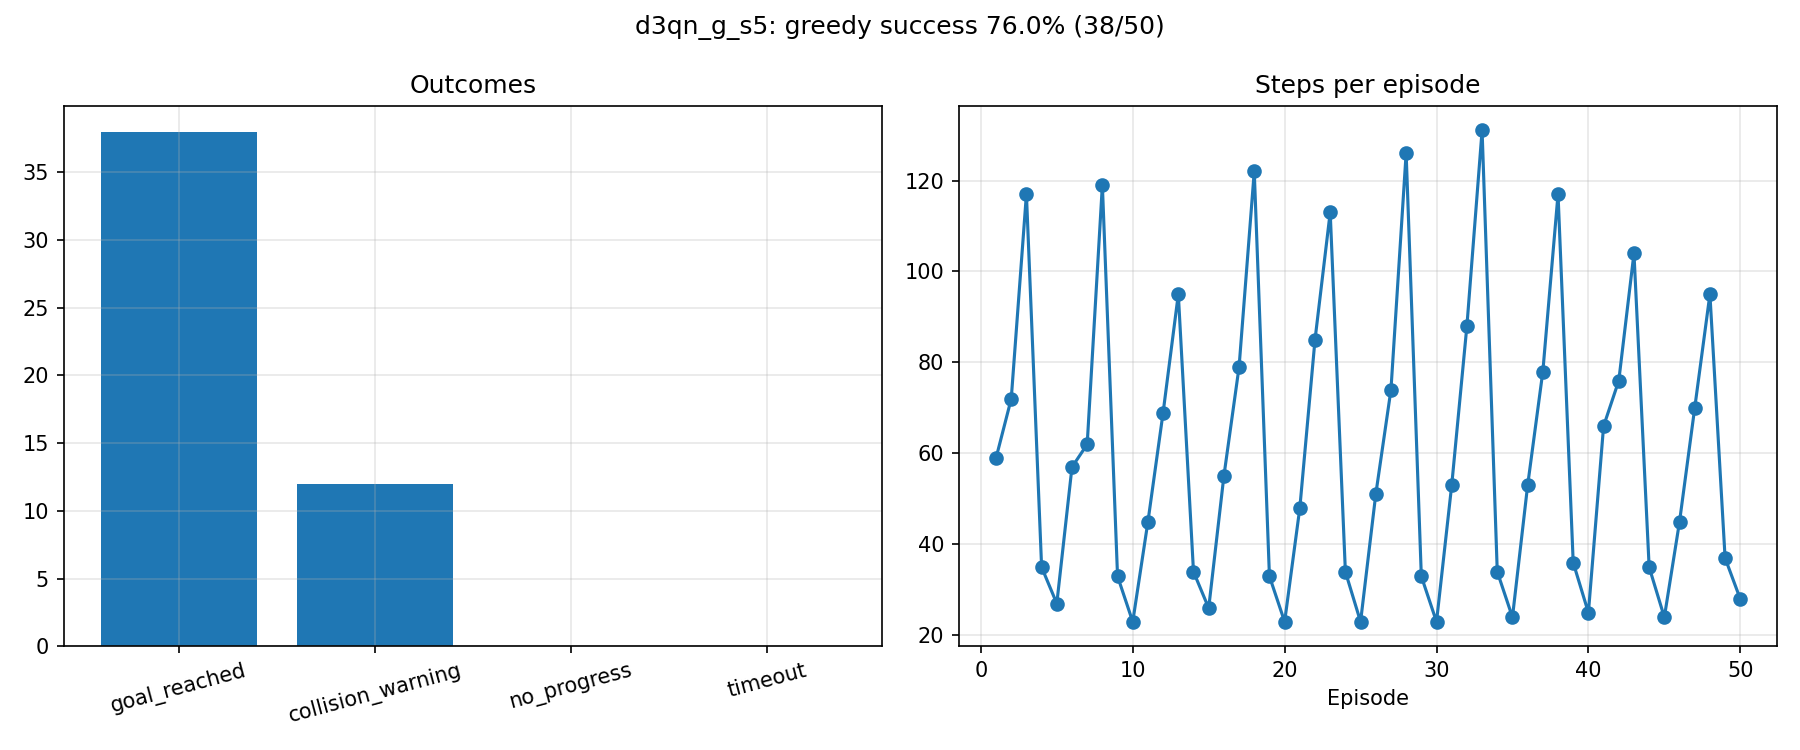 d3qn_g_s5: greedy success 76.0% (38/50)
Outcomes
35
30
25
20
15
10
5
0
goal_reached
collision_warning
no_progress
timeout
Steps per episode
120
100
80
60
40
20
0
10
20
30
40
50
Episode